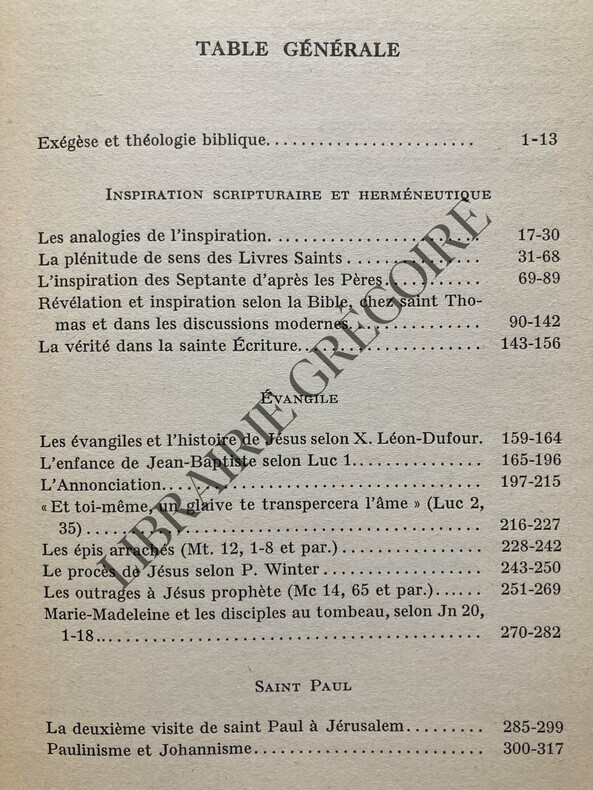 TABLE GÉNÉRALE
Exégèse et théologie biblique........................ 1-13
INSPIRATION SCRIPTURAIRE ET HERMÉNEUTIQUE
Les analogies de l'inspiration........................ 17-30
La plénitude de sens des Livres Saints ................ 31-68
L'inspiration des Septante d'après les Pères........... 69-89
Révélation et inspiration selon la Bible, chez saint Tho-
mas et dans les discussions modernes.............. 90-142
La vérité dans la sainte Écriture..................... 143-156
ÉVANGILE
Les évangiles et l'histoire de Jésus selon X. Léon-Dufour. 159-164
L'enfance de Jean-Baptiste selon Luc 1............... 165-196
L'Annonciation.................................... 197-215
« Et toi-même, un glaive te transpercera l'âme » (Luc 2,
35) .......................................... 216-227
Les épis arrachés (Mt. 12, 1-8 et par.) ............... 228-242
Le procès de Jésus selon P. Winter .................. 243-250
Les outrages à Jésus prophète (Mc 14, 65 et par.)...... 251-269
Marie-Madeleine et les disciples au tombeau, selon Jn 20,
1-18.......................................... 270-282
SAINT PAUL
La deuxième visite de saint Paul à Jérusalem......... 285-299
Paulinisme et Johannisme........................... 300-317
LIBRAIRIE GRÉGOIRE